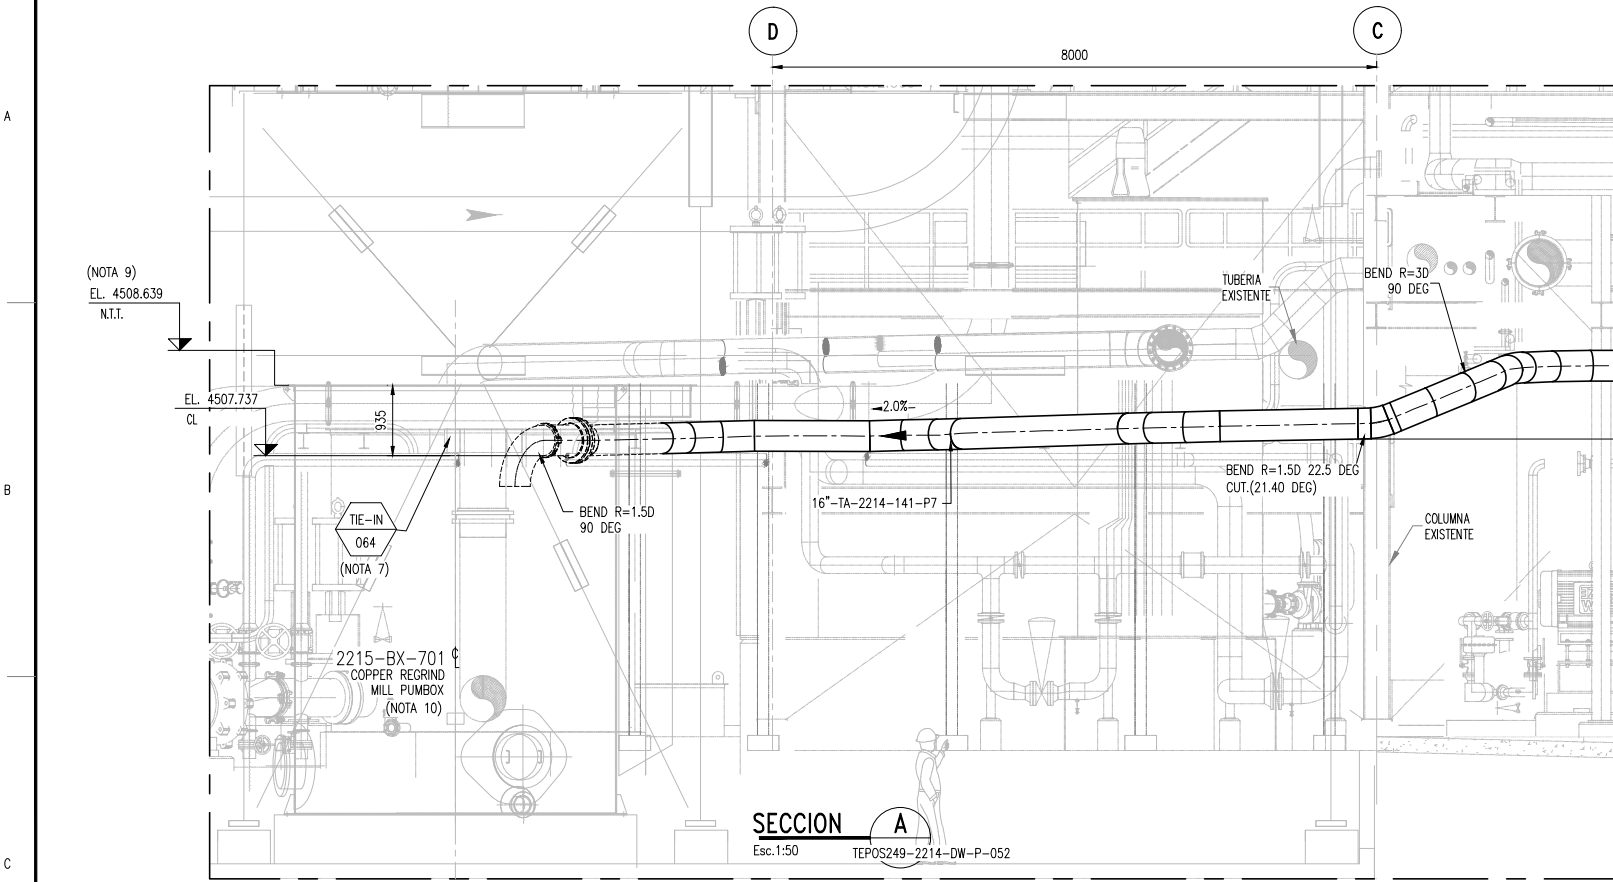 D
C
8000
A
(NOTA 9)
EL. 4508.639
N.T.T.
TUBERIA
EXISTENTE
BEND R=3D
90 DEG
EL. 4507.737
CL
935
2.0%
B
BEND R=1.5D 22.5 DEG
CUT.(21.40 DEG)
16"-TA-2214-141-P7
BEND R=1.5D
90 DEG
TIE-IN
064
(NOTA 7)
COLUMNA
EXISTENTE
2215-BX-701 ℄
COPPER REGRIND
MILL PUMPBOX
(NOTA 10)
SECCION
A
Esc.1:50
TEPOS249-2214-DW-P-052
C